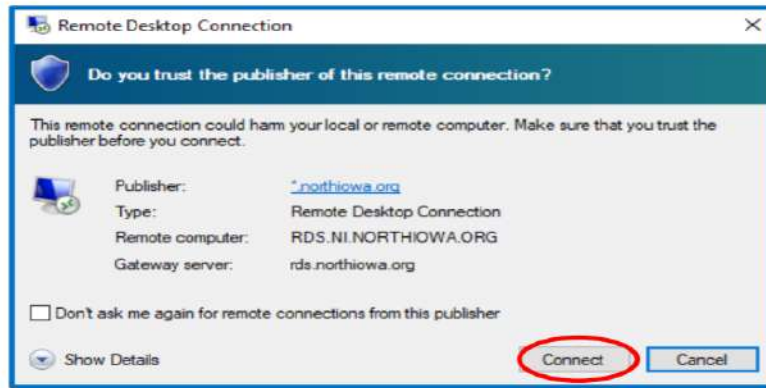 Remote Desktop Connection
Do you trust the publisher of this remote connection?
This remote connection could harm your local or remote computer. Make sure that you trust the
publisher before you connect.
Publisher: *.northiowa.org
Type: Remote Desktop Connection
Remote computer: RDS.NI.NORTHIOWA.ORG
Gateway server: rds.northiowa.org
Don't ask me again for remote connections from this publisher
Show Details Connect Cancel